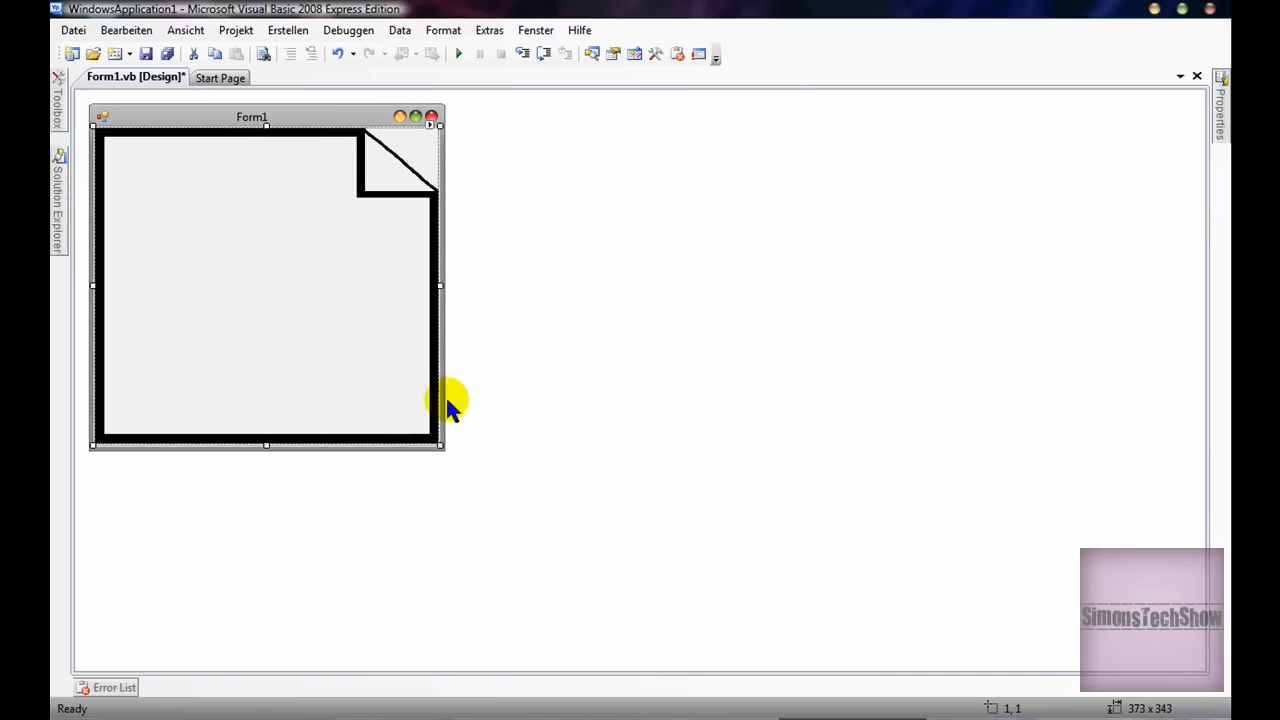 WindowsApplication1 - Microsoft Visual Basic 2008 Express Edition
Datei Bearbeiten Ansicht Projekt Erstellen Debuggen Data Format Extras Fenster Hilfe
Form1.vb [Design]* Start Page
Toolbox
Solution Explorer
Properties
Form1
SimonsTechShow
Error List
Ready 1, 1 373 x 343